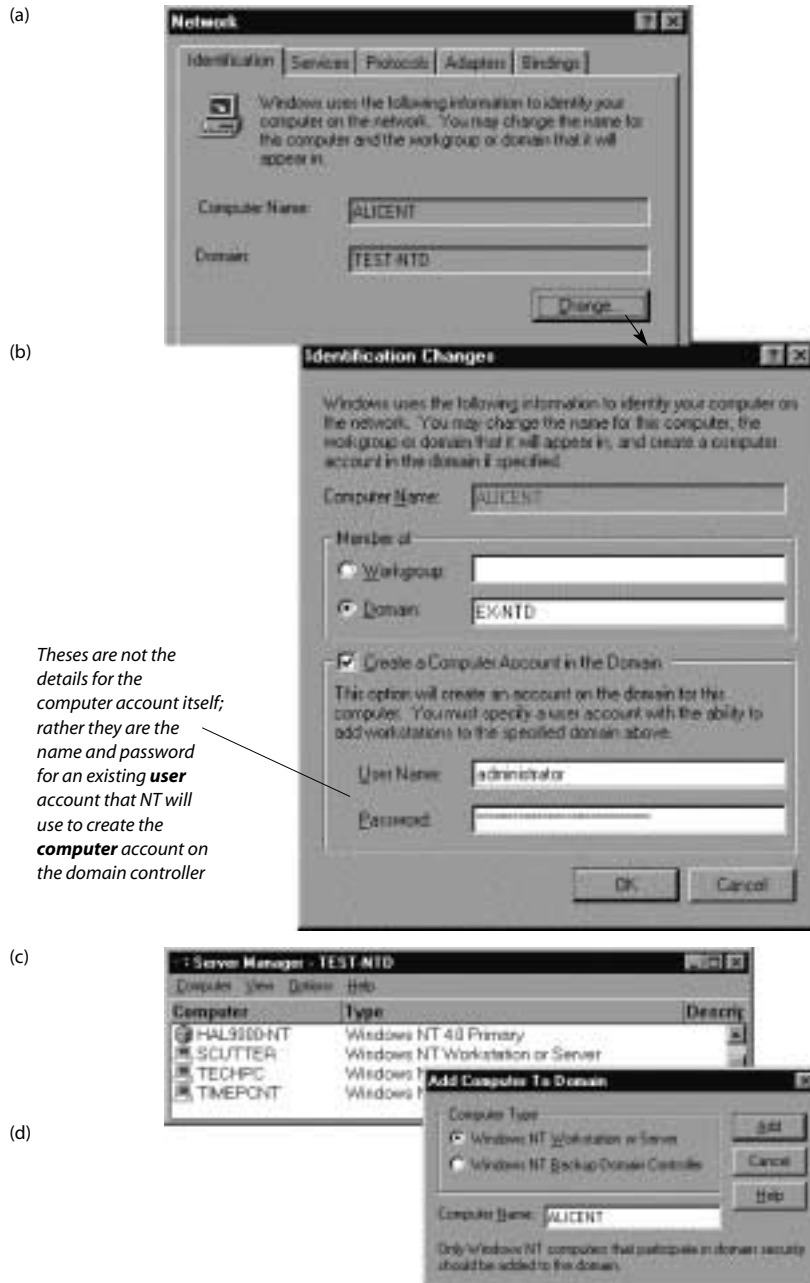 (a)
Network
Identification Services Protocols Adapters Bindings
Windows uses the following information to identify your
computer on the network. You may change the name for
this computer and the workgroup or domain that it will
appear in.
Computer Name: ALICENT
Domain: TEST-NTD
Change...
(b)
Identification Changes
Windows uses the following information to identify your computer on
the network. You may change the name for this computer, the
workgroup or domain that it will appear in, and create a computer
account in the domain if specified.
Computer Name: ALICENT
Member of
Workgroup:
Domain: EX-NTD
Create a Computer Account in the Domain
This option will create an account on the domain for this
computer. You must specify a user account with the ability to
add workstations to the specified domain above.
User Name: administrator
Password:
OK Cancel
Theses are not the
details for the
computer account itself;
rather they are the
name and password
for an existing user
account that NT will
use to create the
computer account on
the domain controller
(c)
Server Manager - TEST-NTD
Computer View Options Help
Computer Type Descrip
HAL9000-NT Windows NT 4.0 Primary
SCUTTER Windows NT Workstation or Server
TECHPC Windows N
TIMEPCNT Windows N
(d)
Add Computer To Domain
Computer Type
Windows NT Workstation or Server
Windows NT Backup Domain Controller
Add
Cancel
Help
Computer Name: ALICENT
Only Windows NT computers that participate in domain security
should be added to the domain.